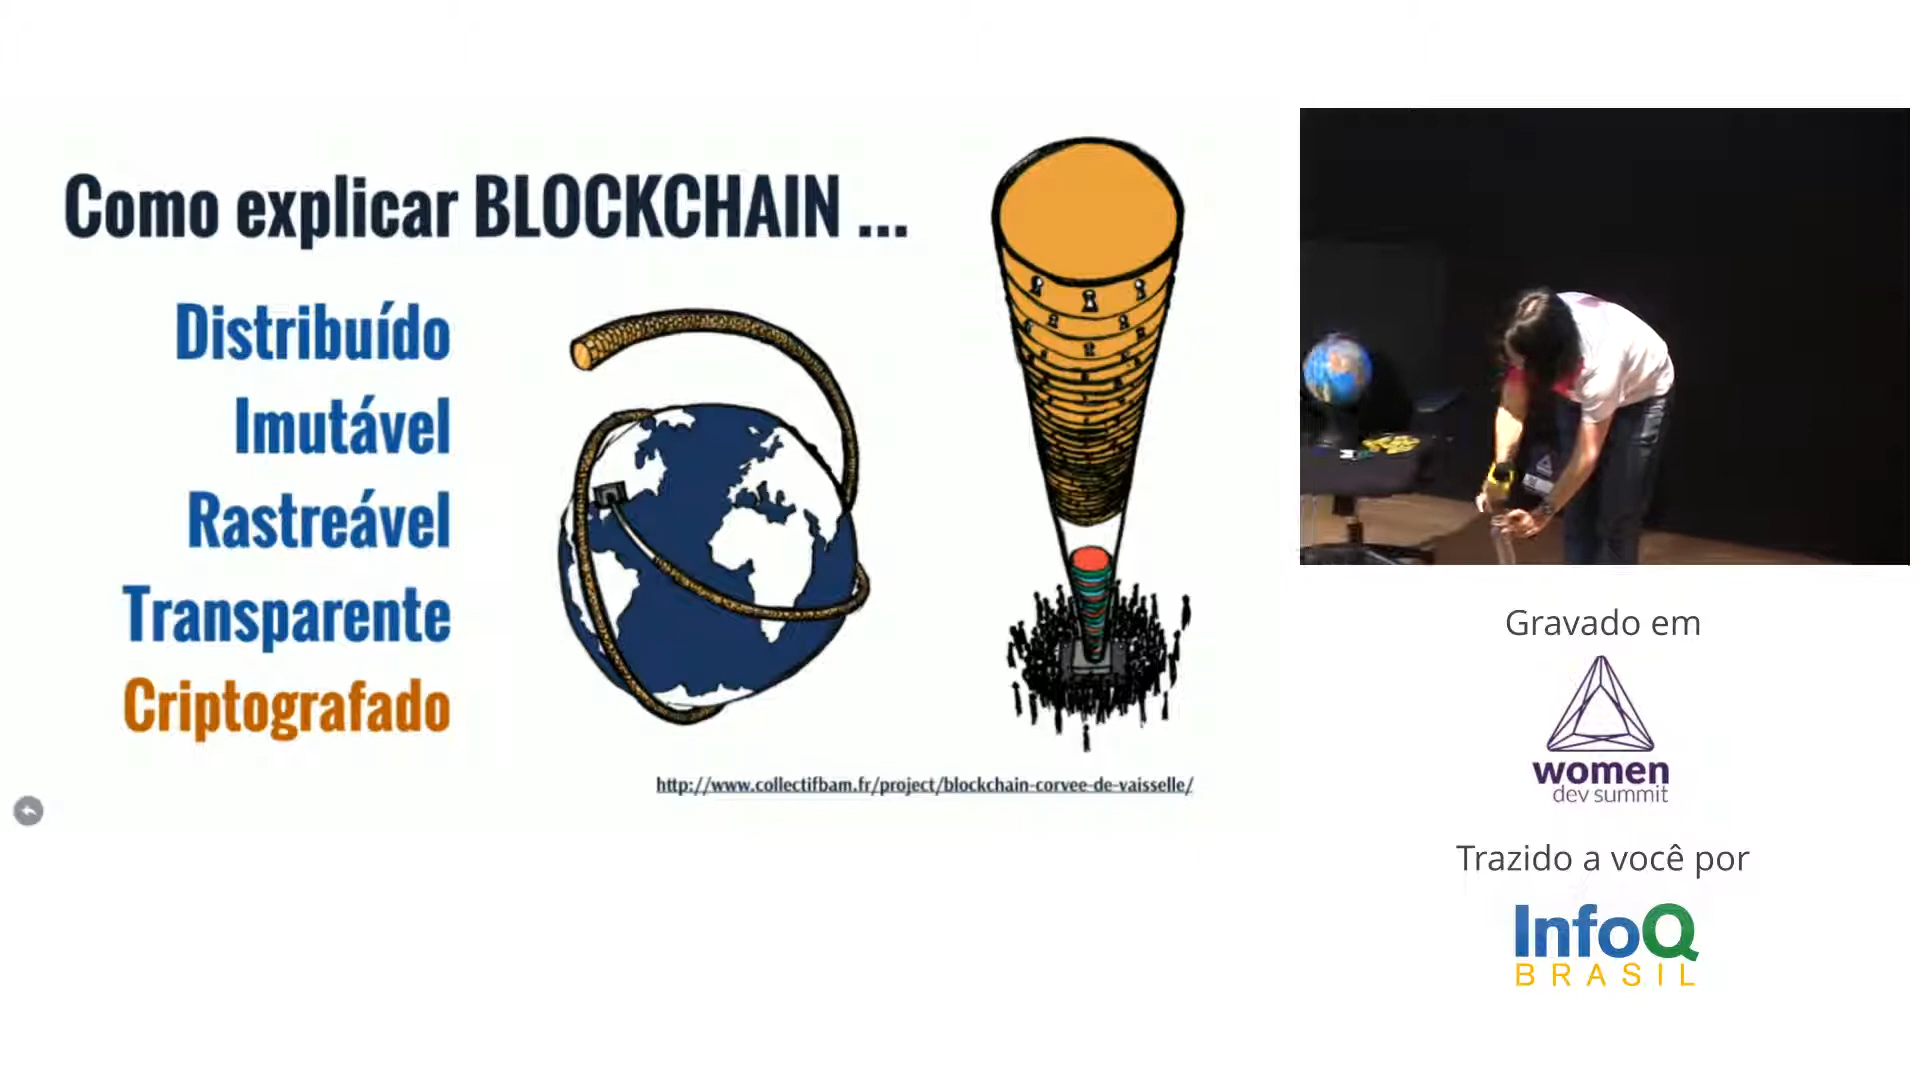 Como explicar BLOCKCHAIN ...
Distribuído
Imutável
Rastreável
Transparente
Criptografado
http://www.collectifbam.fr/project/blockchain-corvee-de-vaisselle/
Gravado em
women
dev summit
Trazido a você por
InfoQ
BRASIL